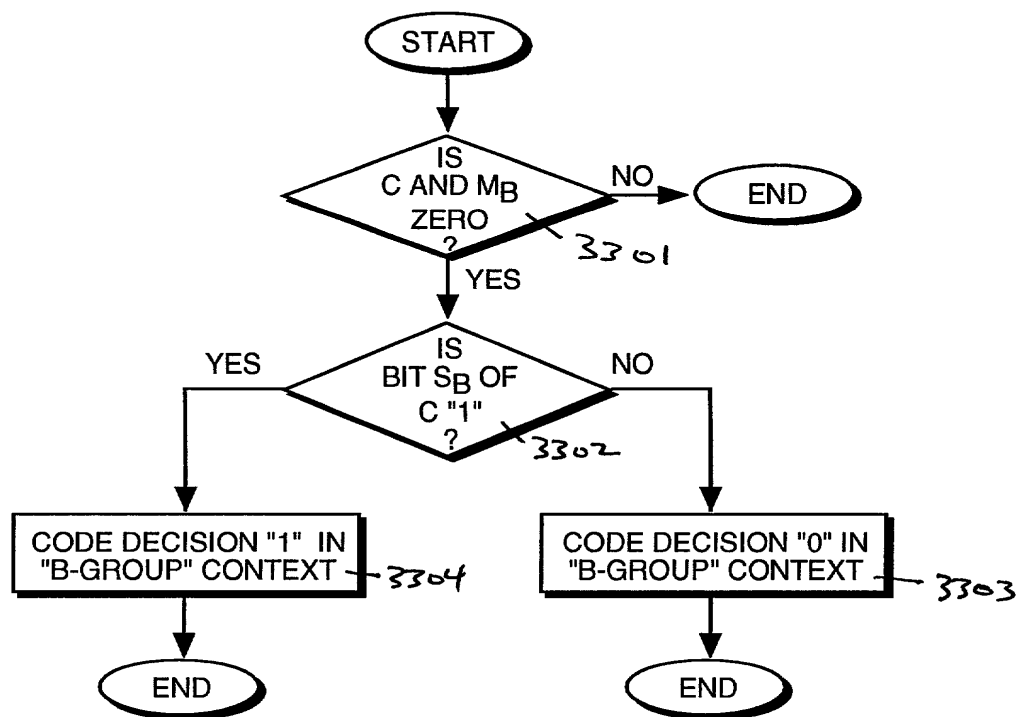 START
IS
C AND MB
ZERO
?
NO
END
3301
YES
IS
BIT SB OF
C "1"
?
YES
NO
3302
CODE DECISION "1" IN
"B-GROUP" CONTEXT
3304
CODE DECISION "0" IN
"B-GROUP" CONTEXT
3303
END
END